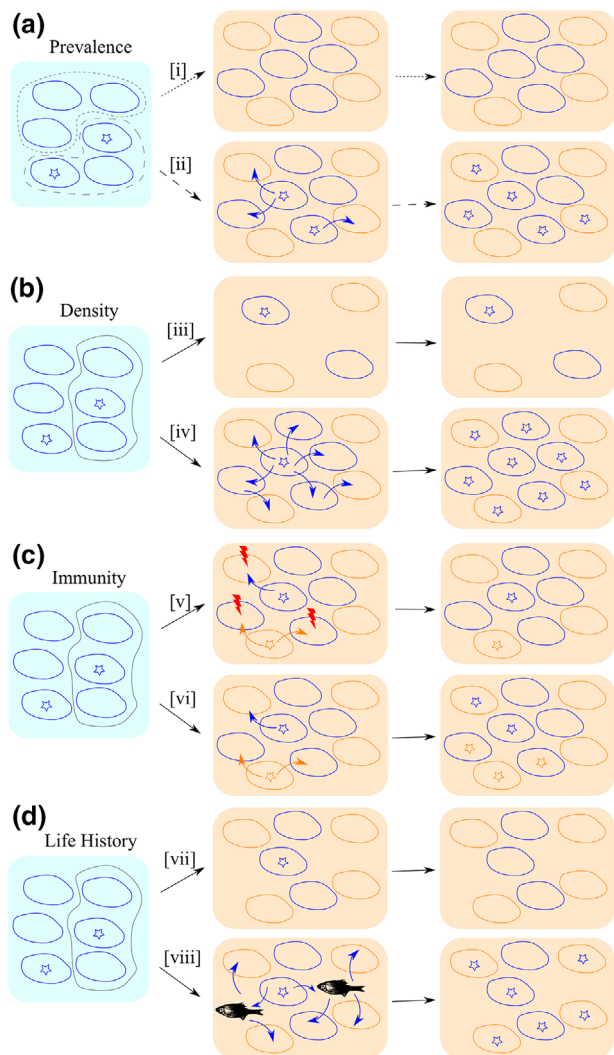 (a)
Prevalence
[i]
[ii]
(b)
Density
[iii]
[iv]
(c)
Immunity
[v]
[vi]
(d)
Life History
[vii]
[viii]